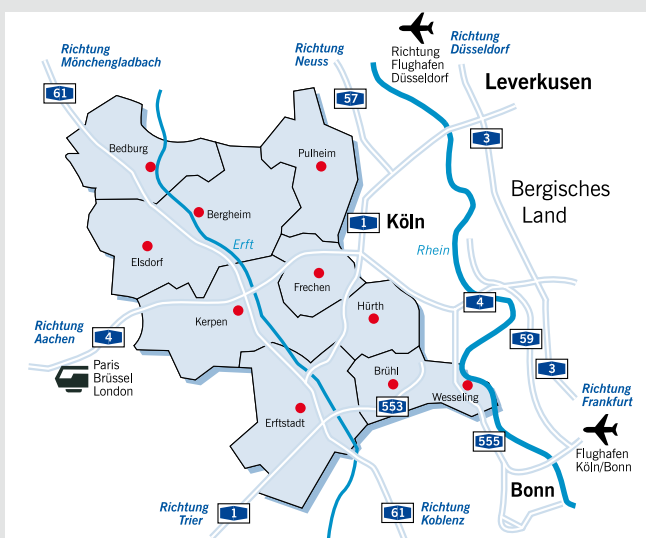 Richtung
Mönchengladbach
Richtung
Neuss
Richtung
Flughafen
Düsseldorf
Richtung
Düsseldorf
61
57
Leverkusen
3
Bedburg
Pulheim
Bergisches
Land
Bergheim
1
Köln
Erft
Rhein
Elsdorf
Frechen
4
Hürth
Kerpen
Richtung
Aachen
4
59
Paris
Brüssel
London
3
Brühl
Wesseling
Richtung
Frankfurt
553
Erftstadt
555
Flughafen
Köln/Bonn
Bonn
Richtung
Trier
1
61
Richtung
Koblenz